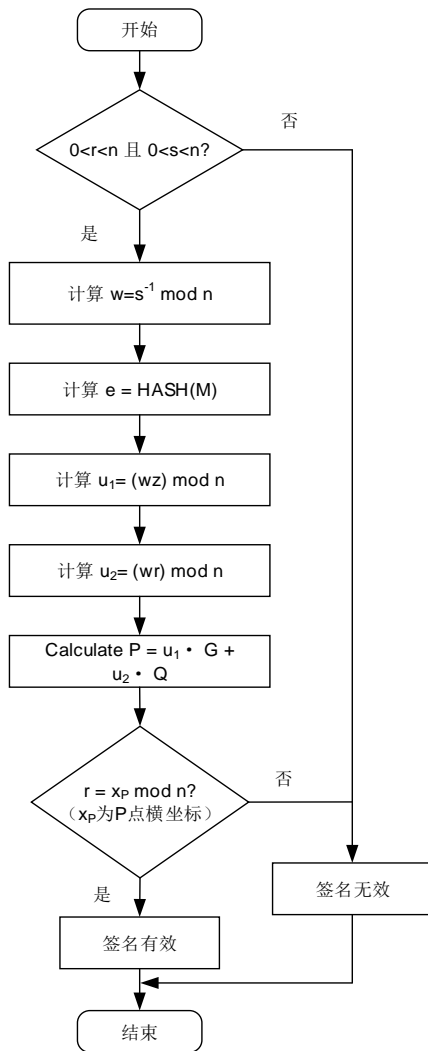 开始
否
0<r<n 且 0<s<n?
是
计算 w=s⁻¹ mod n
计算 e = HASH(M)
计算 u₁= (wz) mod n
计算 u₂= (wr) mod n
Calculate P = u₁• G +
u₂• Q
否
r = xₚ mod n?
（xₚ为P点横坐标）
是
签名无效
签名有效
结束